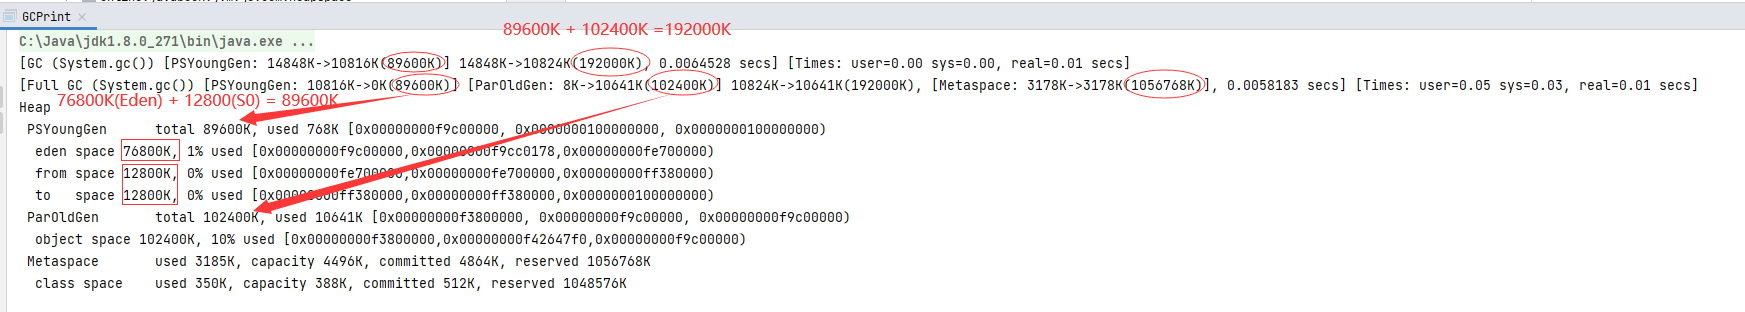 GCPrint
89600K + 102400K =192000K
C:\Java\jdk1.8.0_271\bin\java.exe ...
[GC (System.gc()) [PSYoungGen: 14848K->10816K(89600K)] 14848K->10824K(192000K), 0.0064528 secs] [Times: user=0.00 sys=0.00, real=0.01 secs]
[Full GC (System.gc()) [PSYoungGen: 10816K->0K(89600K)] [ParOldGen: 8K->10641K(102400K)] 10824K->10641K(192000K), [Metaspace: 3178K->3178K(1056768K)], 0.0058183 secs] [Times: user=0.05 sys=0.03, real=0.01 secs]
76800K(Eden) + 12800(S0) = 89600K
Heap
PSYoungGen total 89600K, used 768K [0x00000000f9c00000, 0x0000000100000000, 0x0000000100000000)
eden space 76800K, 1% used [0x00000000f9c00000,0x00000000f9cc0178,0x00000000fe700000)
from space 12800K, 0% used [0x00000000fe700000,0x00000000fe700000,0x00000000ff380000)
to space 12800K, 0% used [0x00000000ff380000,0x00000000ff380000,0x0000000100000000)
ParOldGen total 102400K, used 10641K [0x00000000f3800000, 0x00000000f9c00000, 0x00000000f9c00000)
object space 102400K, 10% used [0x00000000f3800000,0x00000000f42647f0,0x00000000f9c00000)
Metaspace used 3185K, capacity 4496K, committed 4864K, reserved 1056768K
class space used 350K, capacity 388K, committed 512K, reserved 1048576K